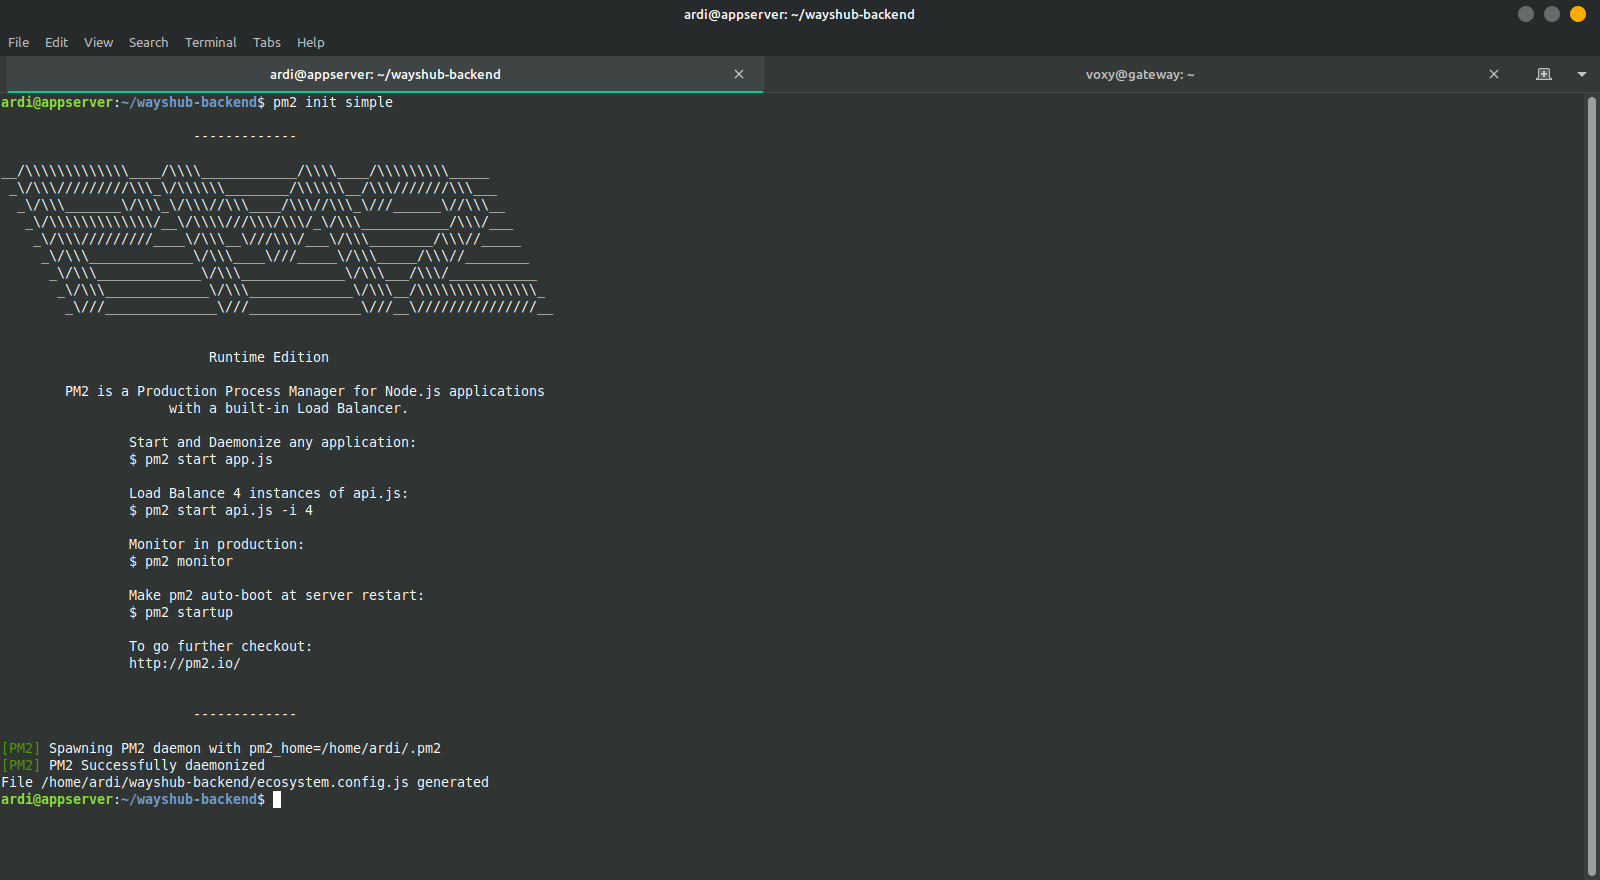 ardi@appserver: ~/wayshub-backend
File Edit View Search Terminal Tabs Help
ardi@appserver: ~/wayshub-backend
voxy@gateway: ~
ardi@appserver:~/wayshub-backend$ pm2 init simple
-------------
__/\\\\\\\\\\\\\____/\\\\____________/\\\\____/\\\\\\\\\_____
_\/\\\/////////\\\_\/\\\\\\________/\\\\\\__/\\\///////\\\___
_\/\\\_______\/\\\_\/\\\//\\\____/\\\//\\\_\///______\//\\\__
_\/\\\\\\\\\\\\\/__\/\\\\///\\\/\\\/_\/\\\___________/\\\/___
_\/\\\/////////____\/\\\__\///\\\/___\/\\\________/\\\//_____
_\/\\\_____________\/\\\____\///_____\/\\\_____/\\\//________
_\/\\\_____________\/\\\_____________\/\\\___/\\\/___________
_\/\\\_____________\/\\\_____________\/\\\__/\\\\\\\\\\\\\\\_
_\///______________\///______________\///__\///////////////__
Runtime Edition
PM2 is a Production Process Manager for Node.js applications
with a built-in Load Balancer.
Start and Daemonize any application:
$ pm2 start app.js
Load Balance 4 instances of api.js:
$ pm2 start api.js -i 4
Monitor in production:
$ pm2 monitor
Make pm2 auto-boot at server restart:
$ pm2 startup
To go further checkout:
http://pm2.io/
-------------
[PM2] Spawning PM2 daemon with pm2_home=/home/ardi/.pm2
[PM2] PM2 Successfully daemonized
File /home/ardi/wayshub-backend/ecosystem.config.js generated
ardi@appserver:~/wayshub-backend$